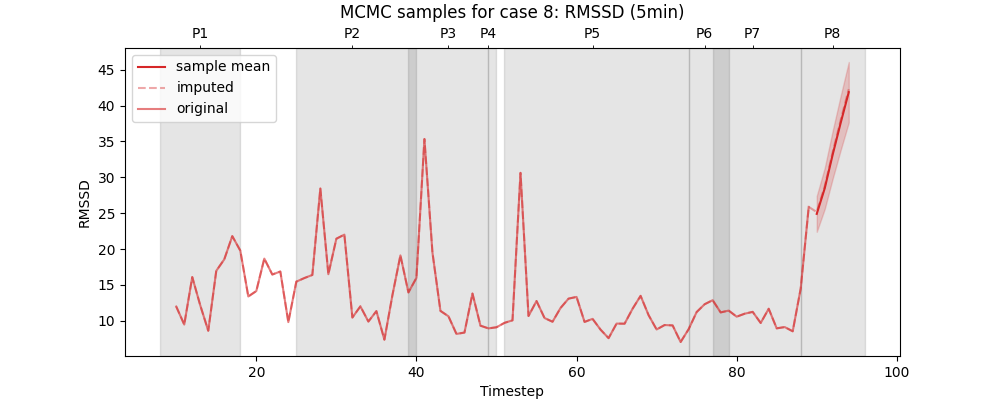 MCMC samples for case 8: RMSSD (5min)
P1 P2 P3 P4 P5 P6 P7 P8
sample mean
imputed
original
45
40
35
30
25
20
15
10
RMSSD
20 40 60 80 100
Timestep